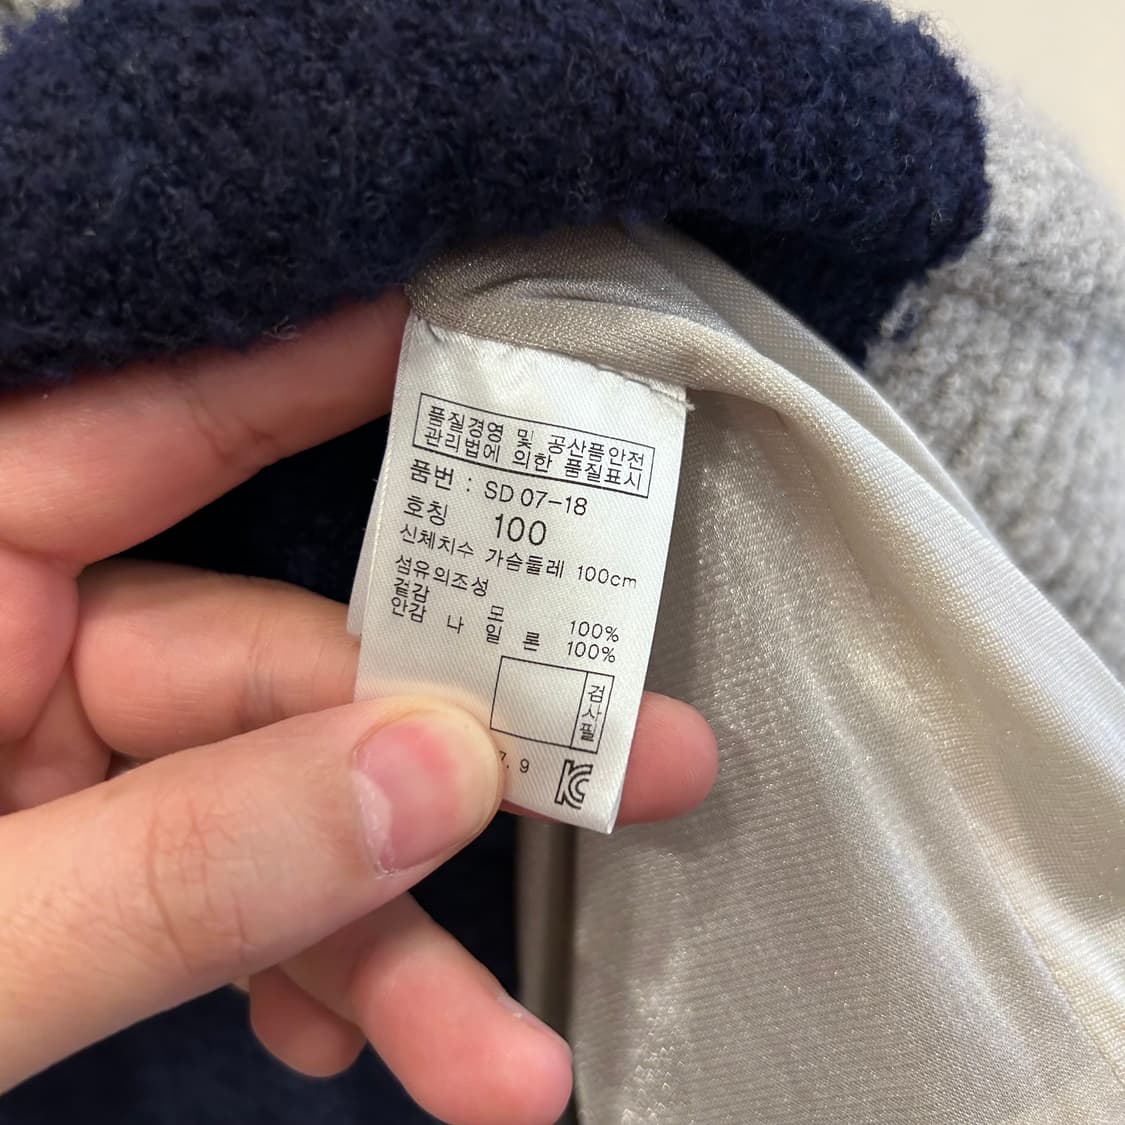 품질경영 및 공산품안전
관리법에 의한 품질표시
품번 : SD 07-18
호칭 100
신체치수 가슴둘레 100cm
섬유의조성
겉감 모 100%
안감 나 일 론 100%
검사필
7. 9